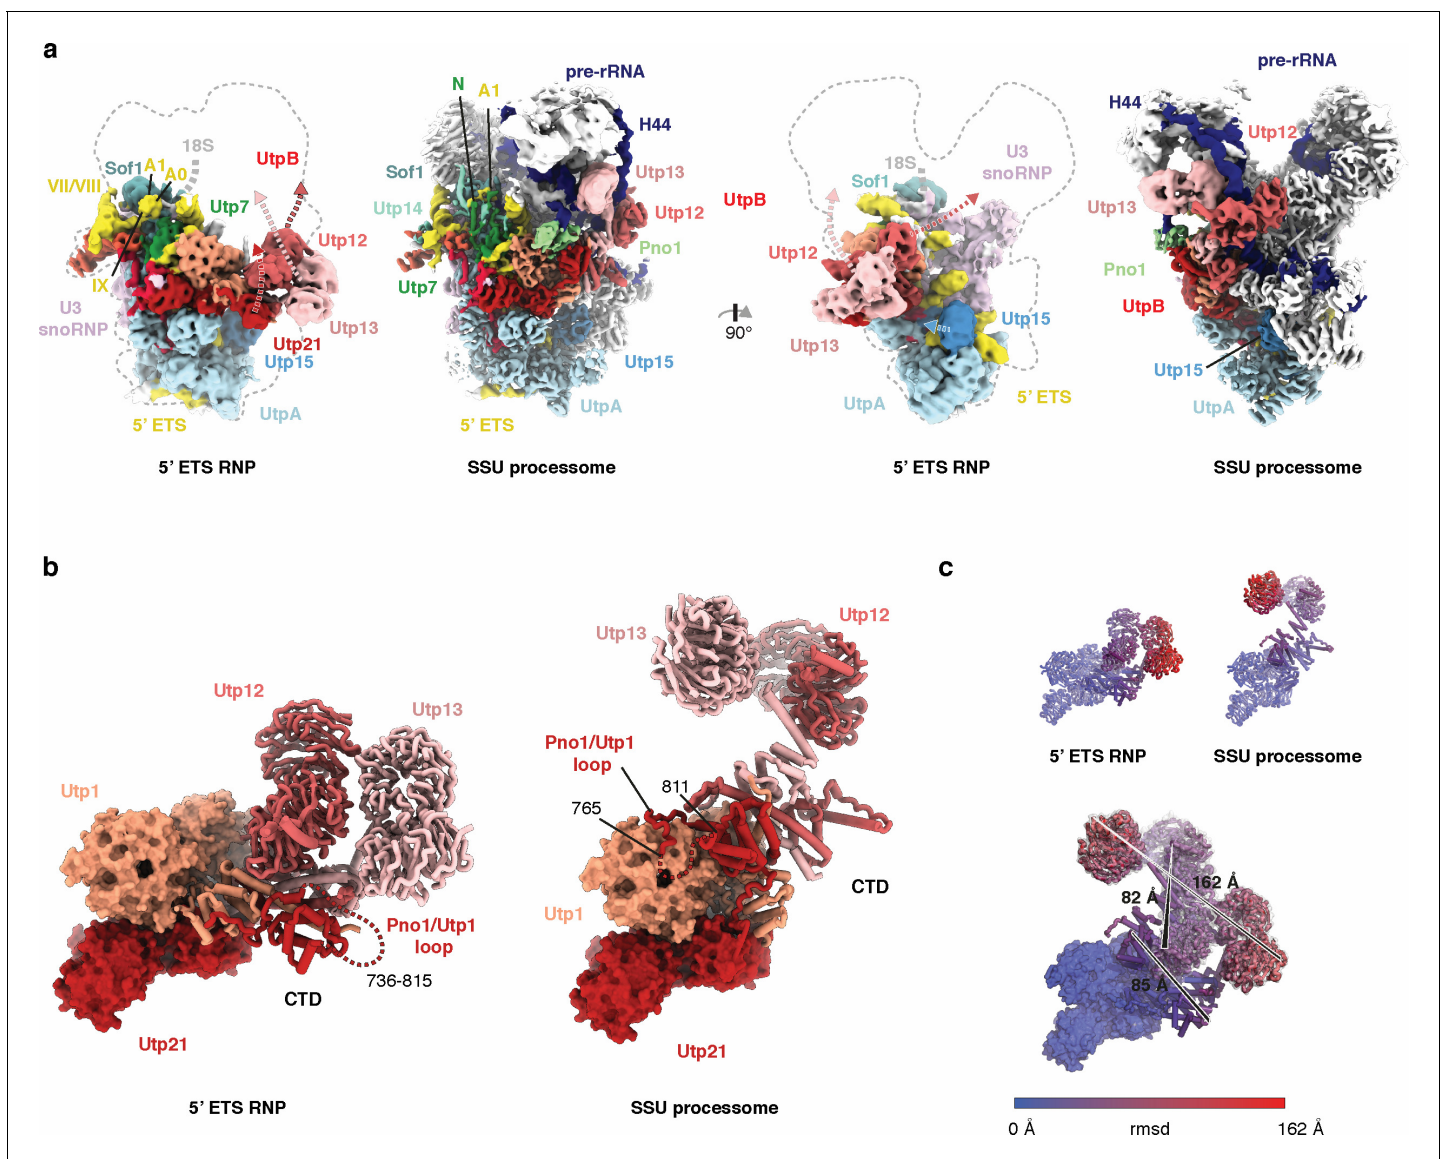 a
18S
Sof1
A1
A0
VII/VIII
Utp7
UtpB
Utp12
IX
U3
snoRNP
Utp13
Utp21
Utp15
UtpA
5’ ETS
5’ ETS RNP
N
A1
pre-rRNA
H44
Sof1
Utp13
Utp14
Utp12
Pno1
Utp7
Utp15
UtpA
5’ ETS
SSU processome
90°
18S
U3
snoRNP
Sof1
UtpB
Utp12
Utp15
Utp13
UtpA
5’ ETS
5’ ETS RNP
pre-rRNA
H44
Utp12
Utp13
Pno1
UtpB
Utp15
UtpA
SSU processome
b
Utp12
Utp13
Utp1
Pno1/Utp1
loop
736-815
CTD
Utp21
5’ ETS RNP
Utp13
Utp12
Pno1/Utp1
loop
811
765
CTD
Utp1
Utp21
SSU processome
c
5’ ETS RNP
SSU processome
162 Å
82 Å
85 Å
0 Å
rmsd
162 Å